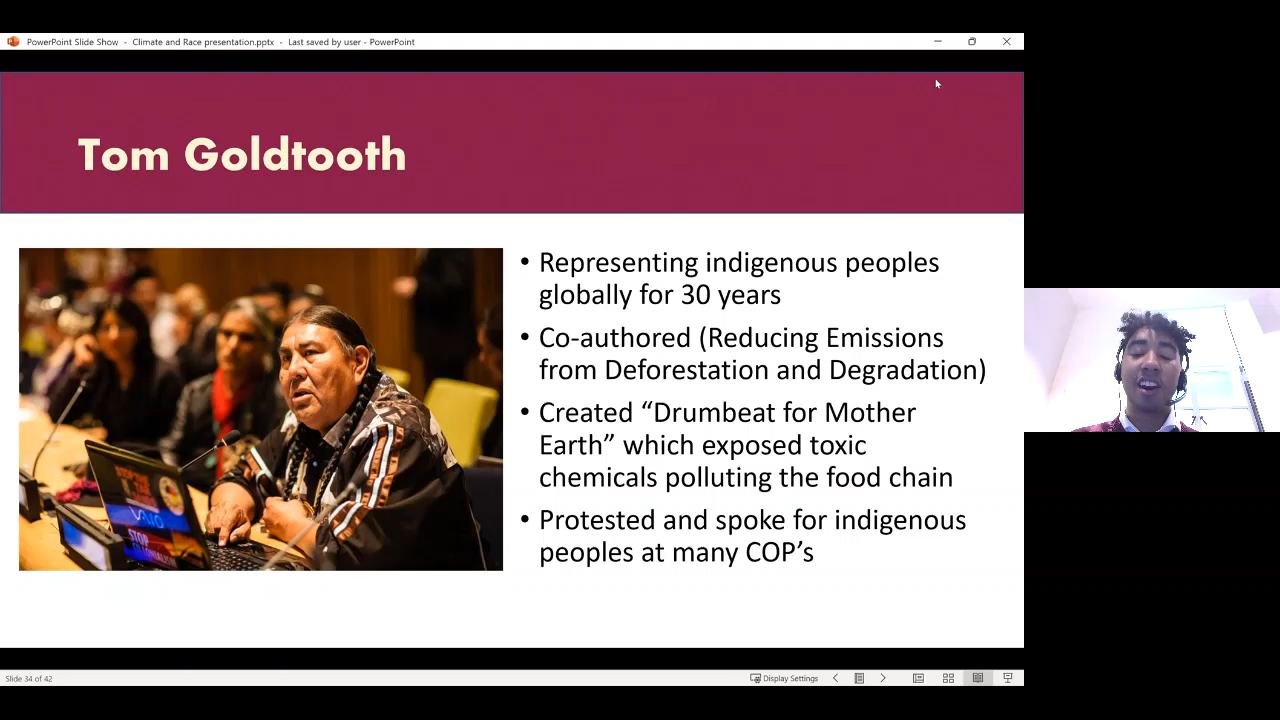 PowerPoint Slide Show - Climate and Race presentation.pptx - Last saved by user - PowerPoint
Tom Goldtooth
• Representing indigenous peoples
globally for 30 years
• Co-authored (Reducing Emissions
from Deforestation and Degradation)
• Created “Drumbeat for Mother
Earth” which exposed toxic
chemicals polluting the food chain
• Protested and spoke for indigenous
peoples at many COP’s
VAIO
STOP
Slide 34 of 42
Display Settings